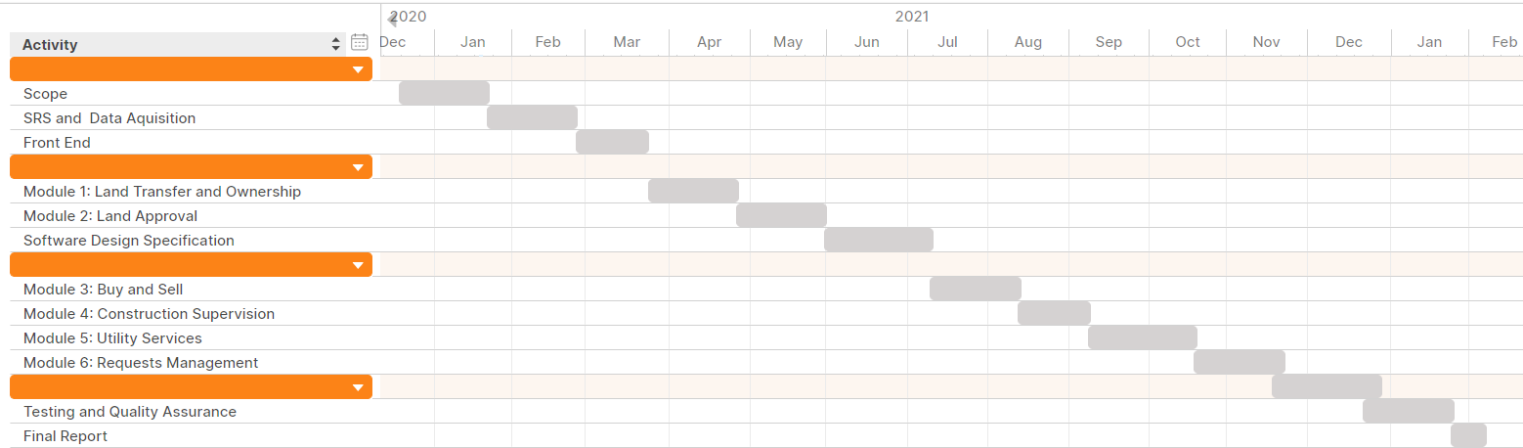 2020 2021
Activity Dec Jan Feb Mar Apr May Jun Jul Aug Sep Oct Nov Dec Jan Feb
Scope
SRS and  Data Aquisition
Front End
Module 1: Land Transfer and Ownership
Module 2: Land Approval
Software Design Specification
Module 3: Buy and Sell
Module 4: Construction Supervision
Module 5: Utility Services
Module 6: Requests Management
Testing and Quality Assurance
Final Report